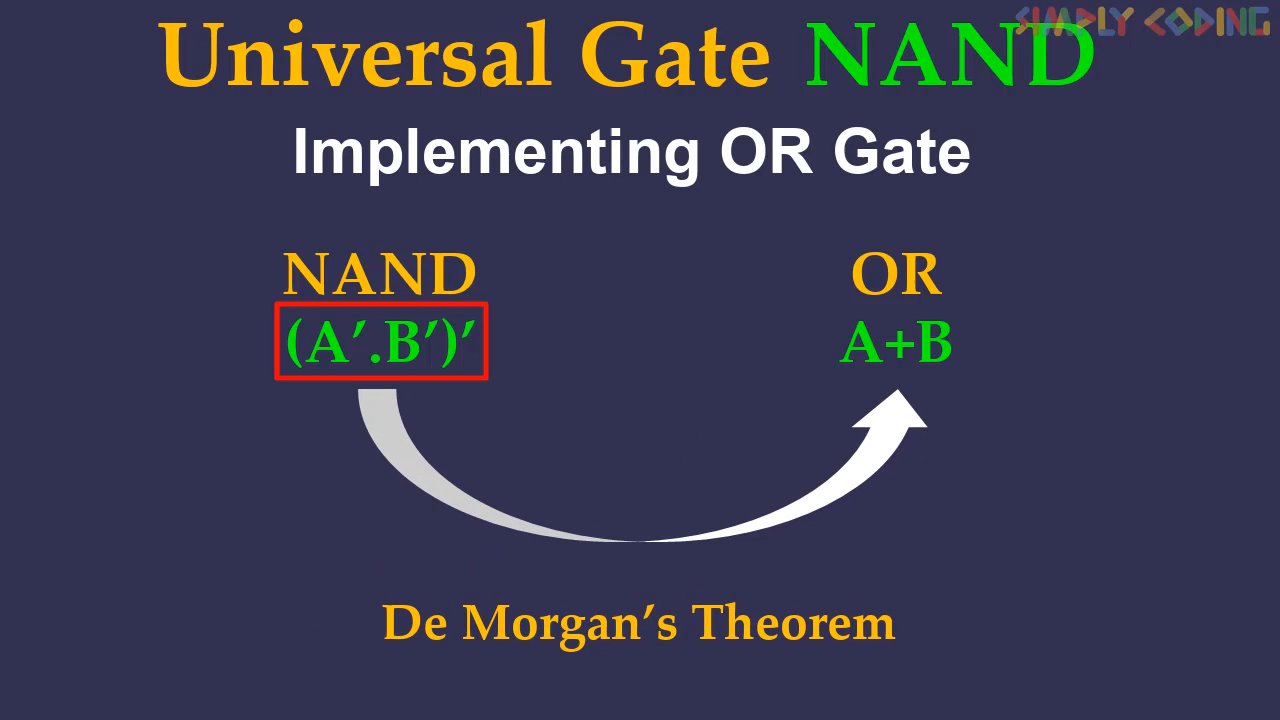 SIMPLY CODING
Universal Gate NAND
Implementing OR Gate
NAND OR
(A’.B’)’ A+B
De Morgan’s Theorem